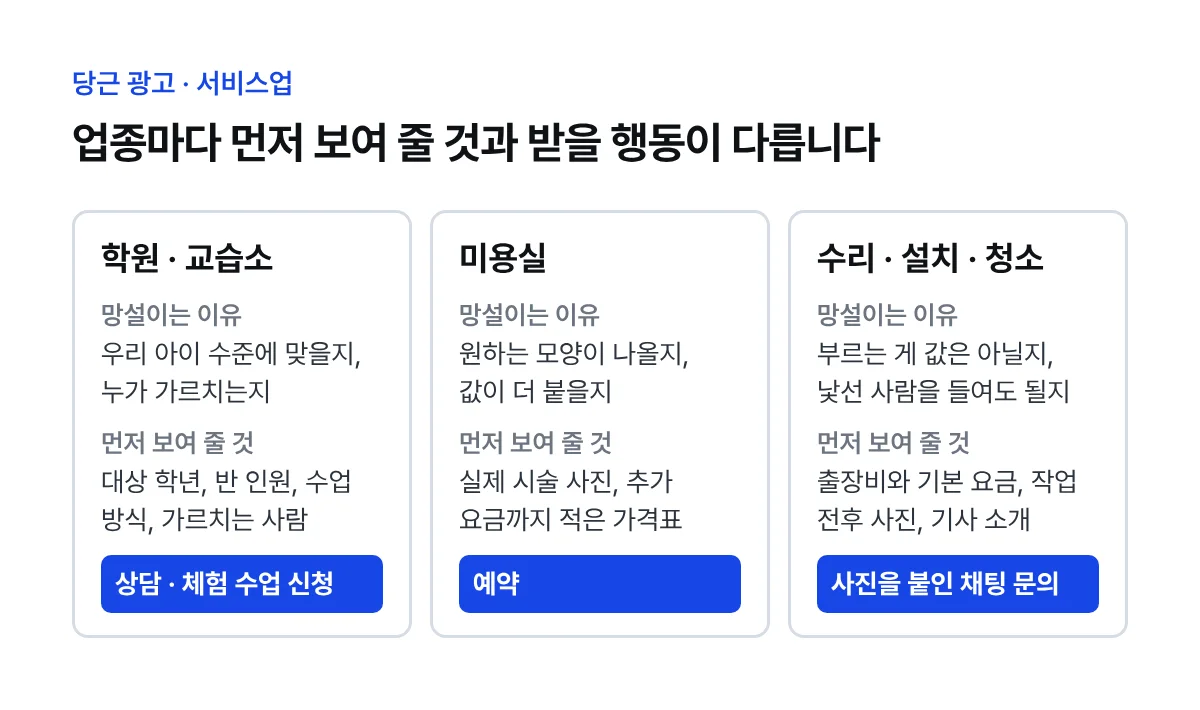 당근 광고 · 서비스업
업종마다 먼저 보여 줄 것과 받을 행동이 다릅니다
학원 · 교습소
망설이는 이유
우리 아이 수준에 맞을지,
누가 가르치는지
먼저 보여 줄 것
대상 학년, 반 인원, 수업
방식, 가르치는 사람
상담 · 체험 수업 신청
미용실
망설이는 이유
원하는 모양이 나올지,
값이 더 붙을지
먼저 보여 줄 것
실제 시술 사진, 추가
요금까지 적은 가격표
예약
수리 · 설치 · 청소
망설이는 이유
부르는 게 값은 아닐지,
낯선 사람을 들여도 될지
먼저 보여 줄 것
출장비와 기본 요금, 작업
전후 사진, 기사 소개
사진을 붙인 채팅 문의